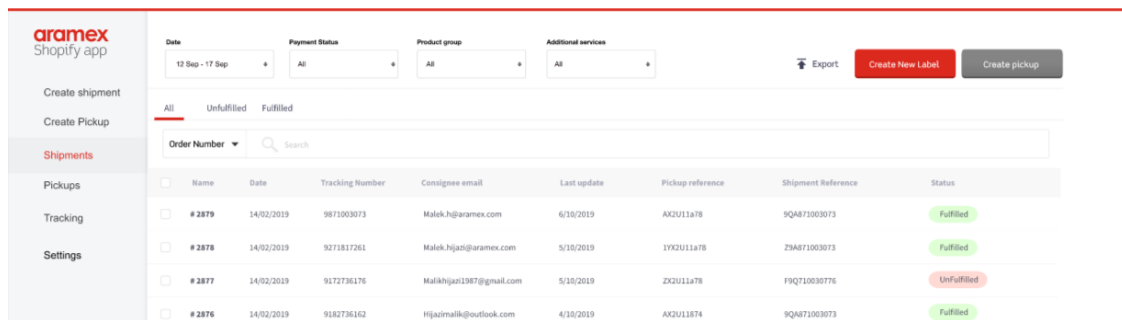 aramex
Shopify app
Create shipment
Create Pickup
Shipments
Pickups
Tracking
Settings
Date Payment Status Product group Additional services
12 Sep - 17 Sep All All All
Export Create New Label Create pickup
All Unfulfilled Fulfilled
Order Number Search
Name Date Tracking Number Consignee email Last update Pickup reference Shipment Reference Status
# 2879 14/02/2019 9871003073 Malek.h@aramex.com 6/10/2019 AX2U11a78 9QA871003073 Fulfilled
# 2878 14/02/2019 9271817261 Malek.hijazi@aramex.com 5/10/2019 1YX2U11a78 Z9A871003073 Fulfilled
# 2877 14/02/2019 9172736176 Malikhijazi1987@gmail.com 5/10/2019 ZX2U11a78 F9Q710030776 UnFulfilled
# 2876 14/02/2019 9182736162 Hijazimalik@outlook.com 4/10/2019 AX2U11874 9QA871003073 Fulfilled